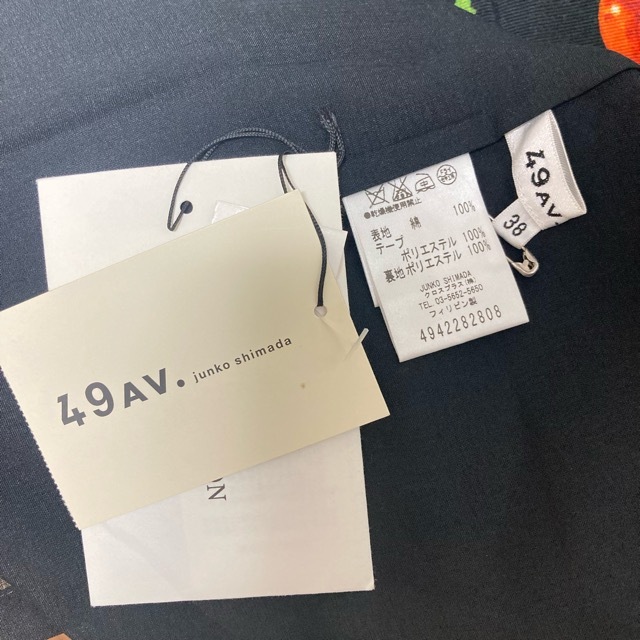 49AV. junko shimada
ON
●乾燥機使用禁止
表地 綿 100%
テープ
ポリエステル 100%
裏地ポリエステル 100%
JUNKO SHIMADA
クロスプラス(株)
TEL 03-5652-5650
フィリピン製
4942282808
49AV.
38